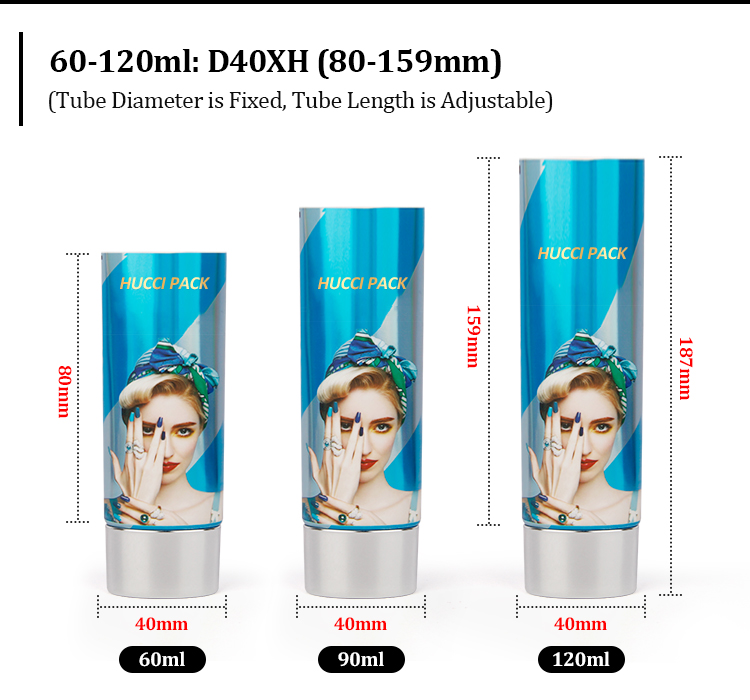 60-120ml: D40XH (80-159mm)
(Tube Diameter is Fixed, Tube Length is Adjustable)
HUCCI PACK
HUCCI PACK
HUCCI PACK
80mm
159mm
187mm
40mm
40mm
40mm
60ml
90ml
120ml